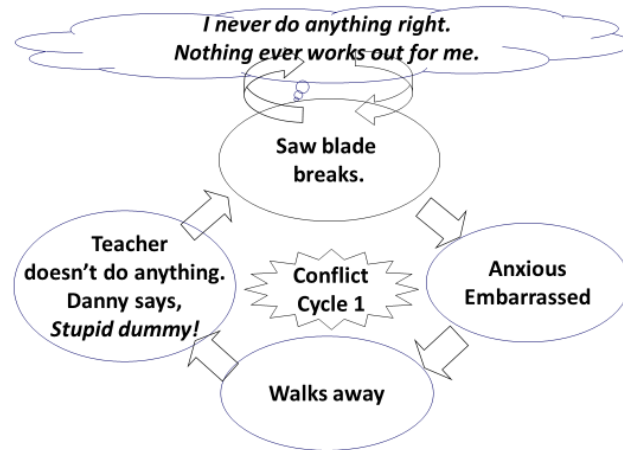 I never do anything right.
Nothing ever works out for me.
Saw blade
breaks.
Anxious
Embarrassed
Walks away
Teacher
doesn't do anything.
Danny says,
Stupid dummy!
Conflict
Cycle 1